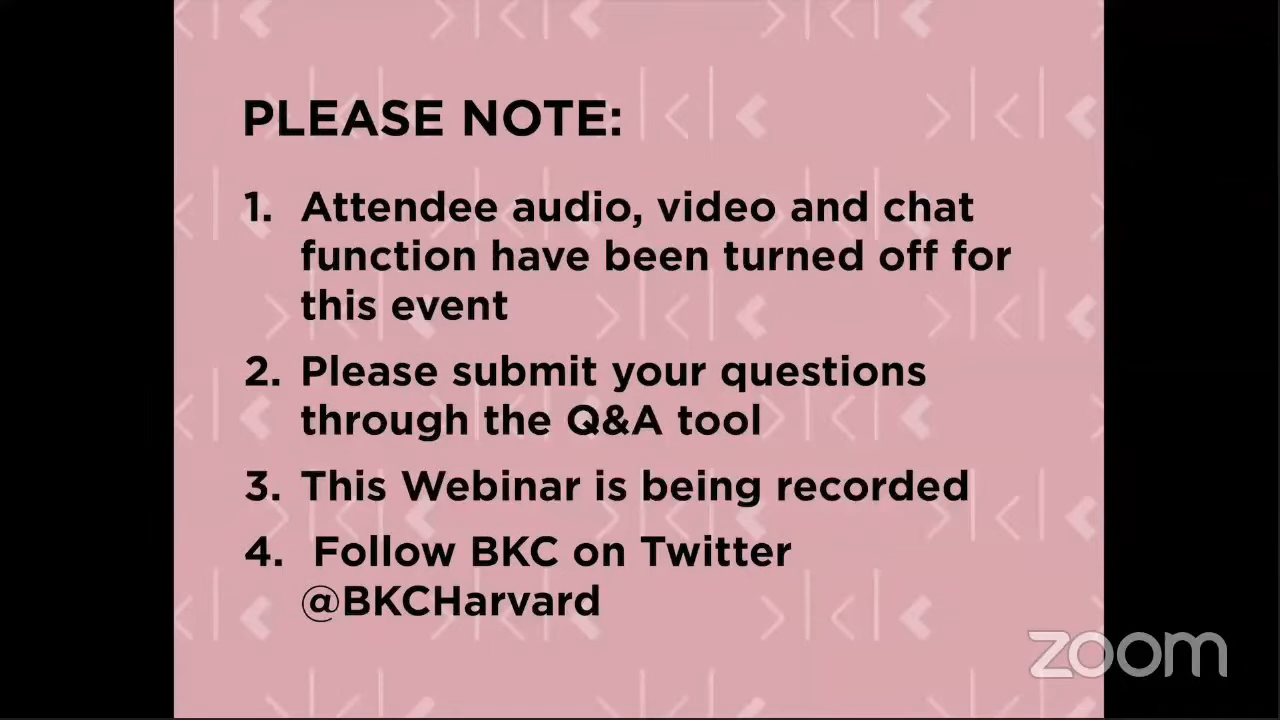 PLEASE NOTE:
1. Attendee audio, video and chat
function have been turned off for
this event
2. Please submit your questions
through the Q&A tool
3. This Webinar is being recorded
4. Follow BKC on Twitter
@BKCHarvard
zoom